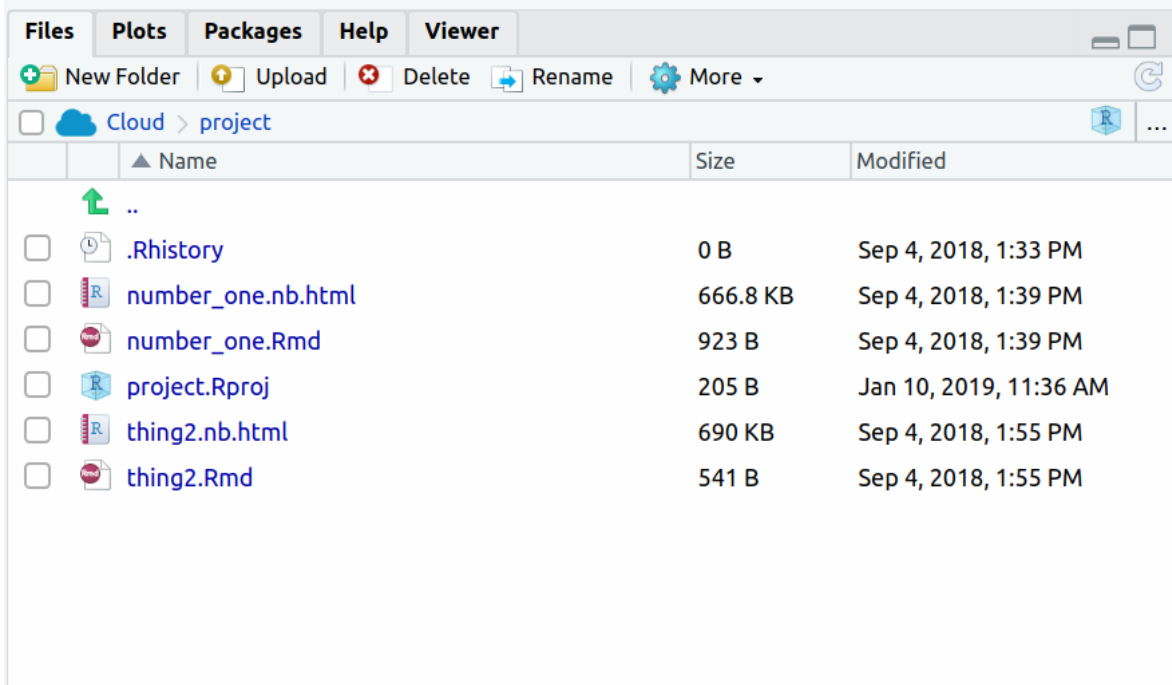 Files Plots Packages Help Viewer
New Folder Upload Delete Rename More
Cloud > project R ...
Name Size Modified
..
.Rhistory 0 B Sep 4, 2018, 1:33 PM
R number_one.nb.html 666.8 KB Sep 4, 2018, 1:39 PM
Rmd number_one.Rmd 923 B Sep 4, 2018, 1:39 PM
R project.Rproj 205 B Jan 10, 2019, 11:36 AM
R thing2.nb.html 690 KB Sep 4, 2018, 1:55 PM
Rmd thing2.Rmd 541 B Sep 4, 2018, 1:55 PM